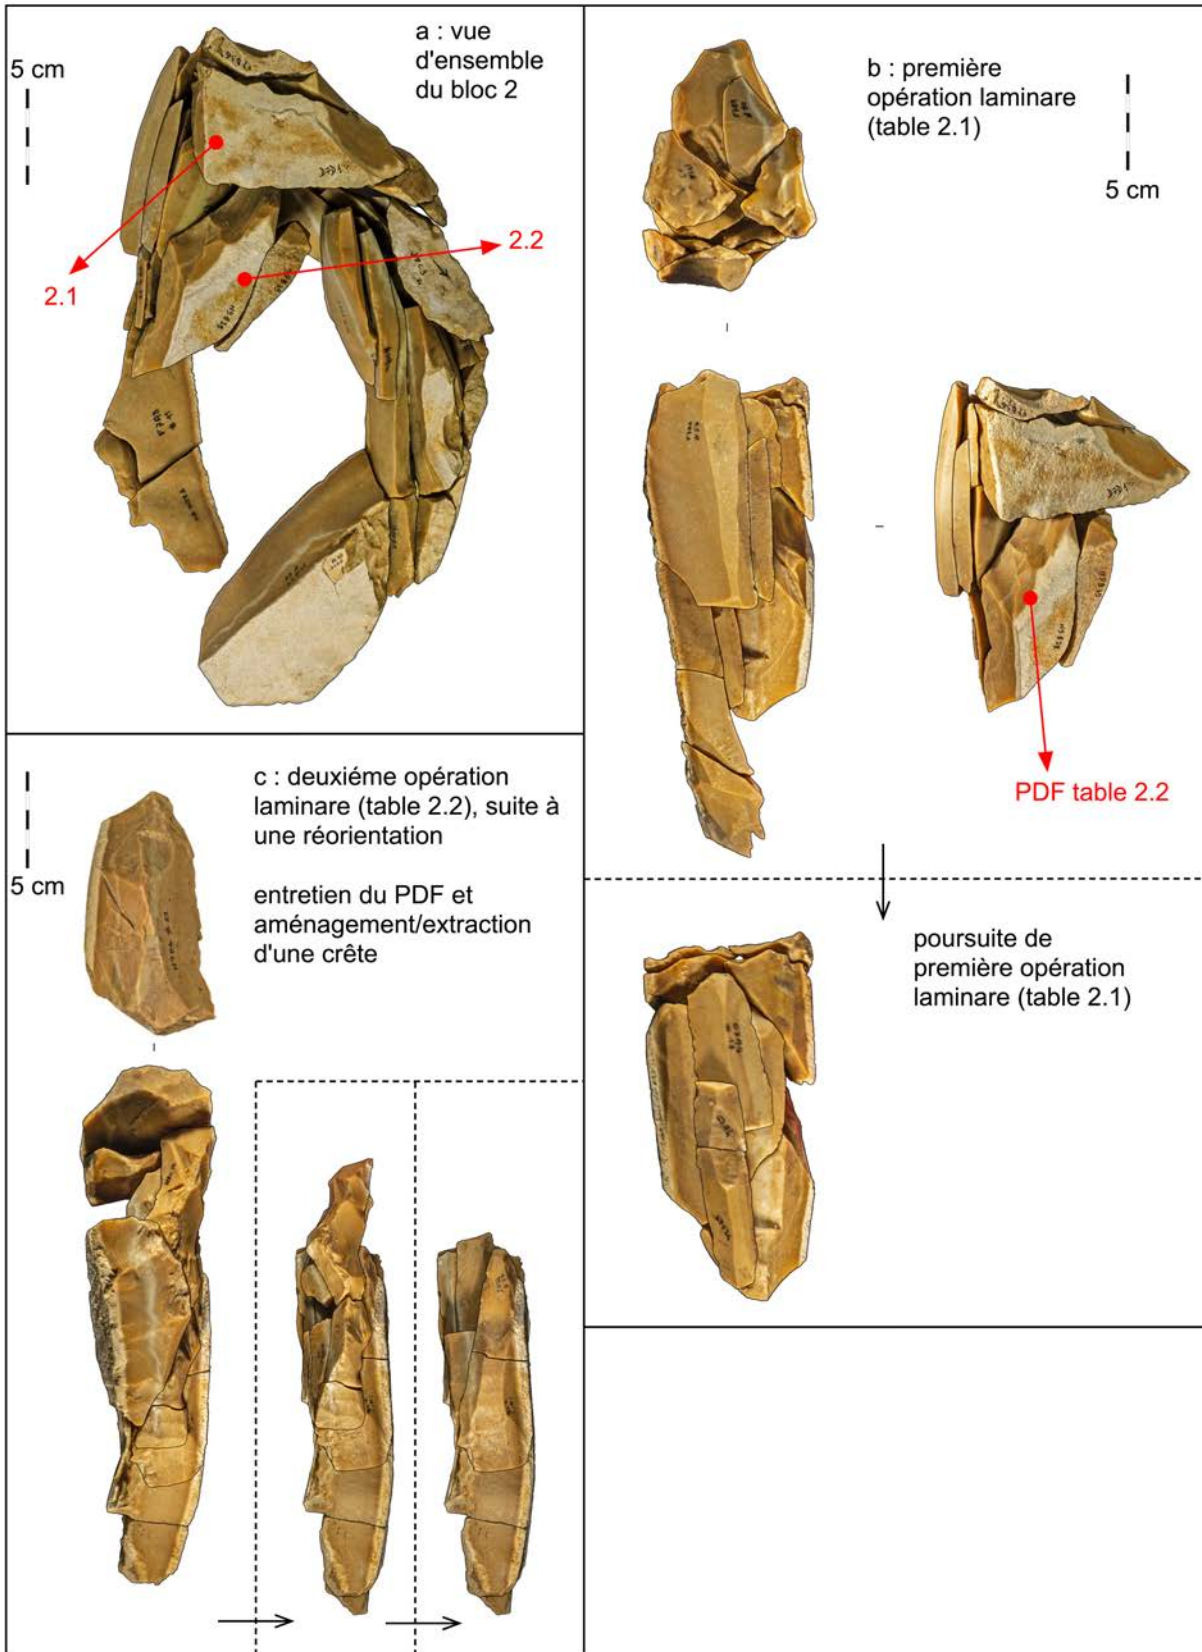 a : vue
d'ensemble
du bloc 2
5 cm
2.1
2.2
b : première
opération laminare
(table 2.1)
5 cm
PDF table 2.2
poursuite de
première opération
laminare (table 2.1)
c : deuxiéme opération
laminare (table 2.2), suite à
une réorientation
entretien du PDF et
aménagement/extraction
d'une crête
5 cm